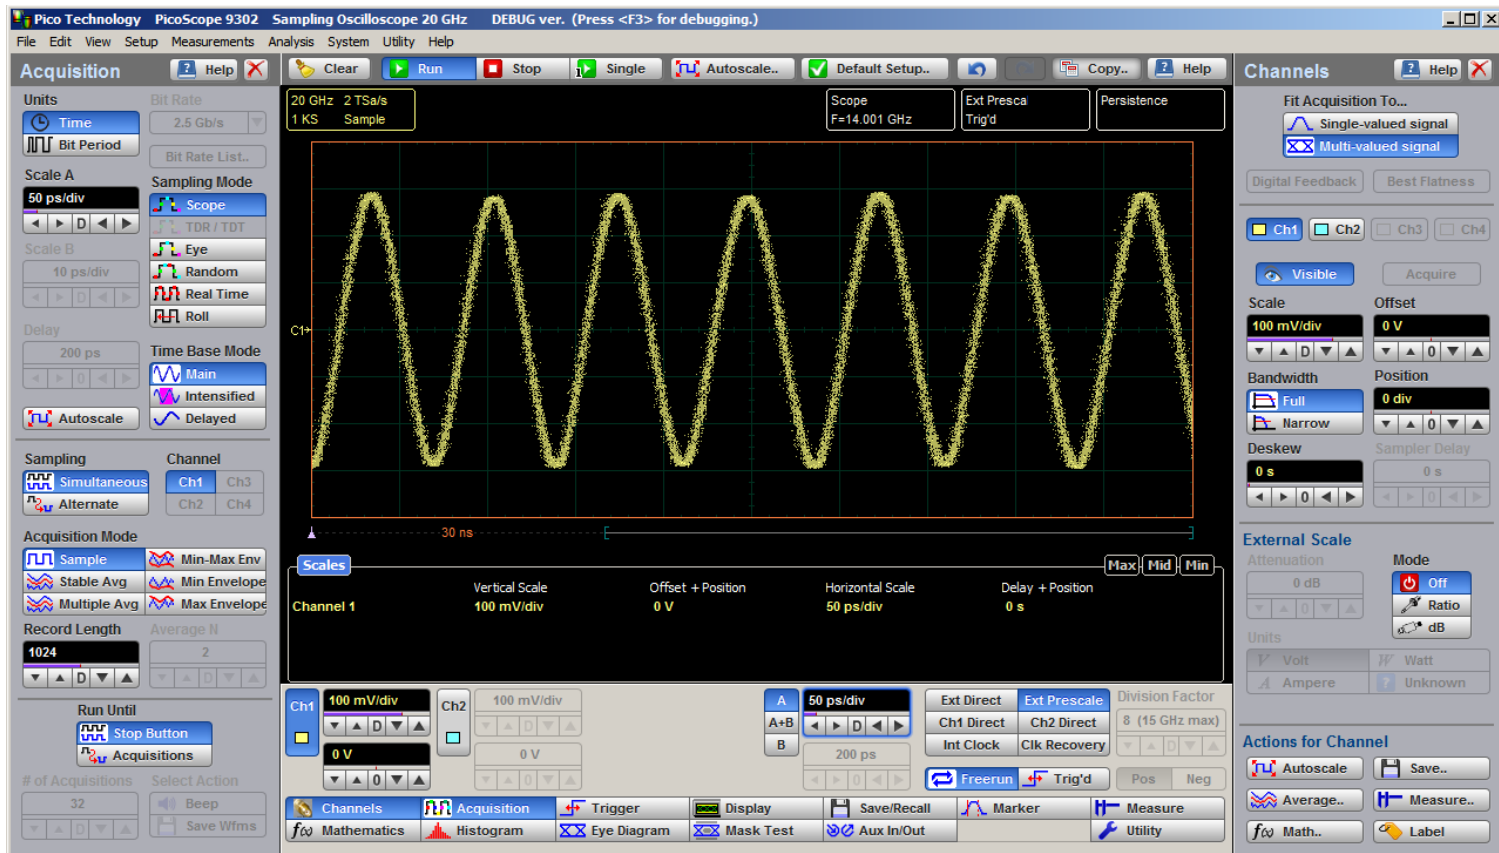 Pico Technology PicoScope 9302 Sampling Oscilloscope 20 GHz DEBUG ver. (Press <F3> for debugging.)
File Edit View Setup Measurements Analysis System Utility Help
Acquisition Help
Units Bit Rate
Time 2.5 Gb/s
Bit Period Bit Rate List..
Scale A Sampling Mode
50 ps/div Scope
D TDR / TDT
Scale B Eye
10 ps/div Random
D Real Time
Roll
Delay
200 ps Time Base Mode
0 Main
Intensified
Autoscale Delayed
Sampling Channel
Simultaneous Ch1 Ch3
Alternate Ch2 Ch4
Acquisition Mode
Sample Min-Max Env
Stable Avg Min Envelope
Multiple Avg Max Envelope
Record Length Average N
1024 2
D D
Run Until
Stop Button
Acquisitions
# of Acquisitions Select Action
32 Beep
D Save Wfms
Clear Run Stop 1 Single Autoscale.. Default Setup.. Copy.. Help
20 GHz 2 TSa/s
1 KS Sample
Scope
F=14.001 GHz
Ext Prescal
Trig'd
Persistence
C1
30 ns
Scales Max Mid Min
Vertical Scale Offset + Position Horizontal Scale Delay + Position
Channel 1 100 mV/div 0 V 50 ps/div 0 s
Ch1 100 mV/div Ch2 100 mV/div
D D
0 V 0 V
0 0
A 50 ps/div
A+B D
B 200 ps
0
Ext Direct Ext Prescale Division Factor
Ch1 Direct Ch2 Direct 8 (15 GHz max)
Int Clock Clk Recovery D
Freerun Trig'd Pos Neg
Channels Acquisition Trigger Display Save/Recall Marker Measure
f(x) Mathematics Histogram Eye Diagram Mask Test Aux In/Out Utility
Channels Help
Fit Acquisition To...
Single-valued signal
Multi-valued signal
Digital Feedback Best Flatness
Ch1 Ch2 Ch3 Ch4
Visible Acquire
Scale Offset
100 mV/div 0 V
D 0
Bandwidth Position
Full 0 div
Narrow 0
Deskew Sampler Delay
0 s 0 s
0 0
External Scale
Attenuation Mode
0 dB Off
0 Ratio
dB
Units
V Volt W Watt
A Ampere ? Unknown
Actions for Channel
Autoscale Save..
Average.. Measure..
f(x) Math.. Label